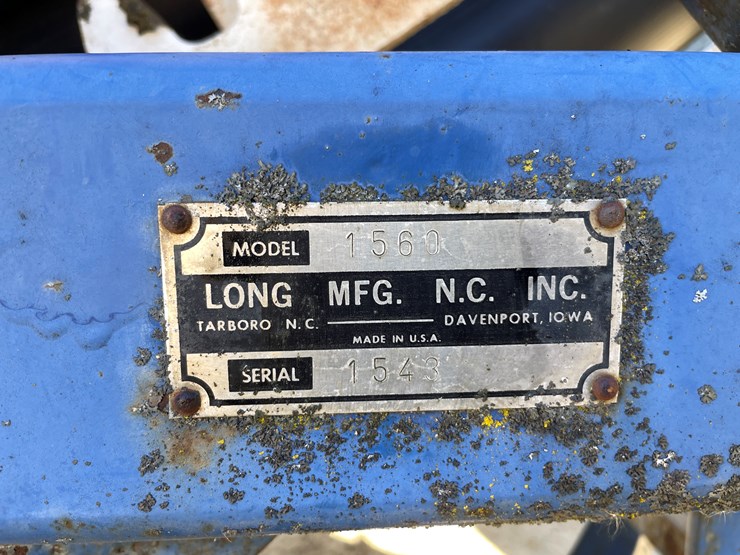 MODEL 1560
LONG MFG. N.C. INC.
TARBORO N.C. DAVENPORT, IOWA
MADE IN U.S.A.
SERIAL 1543